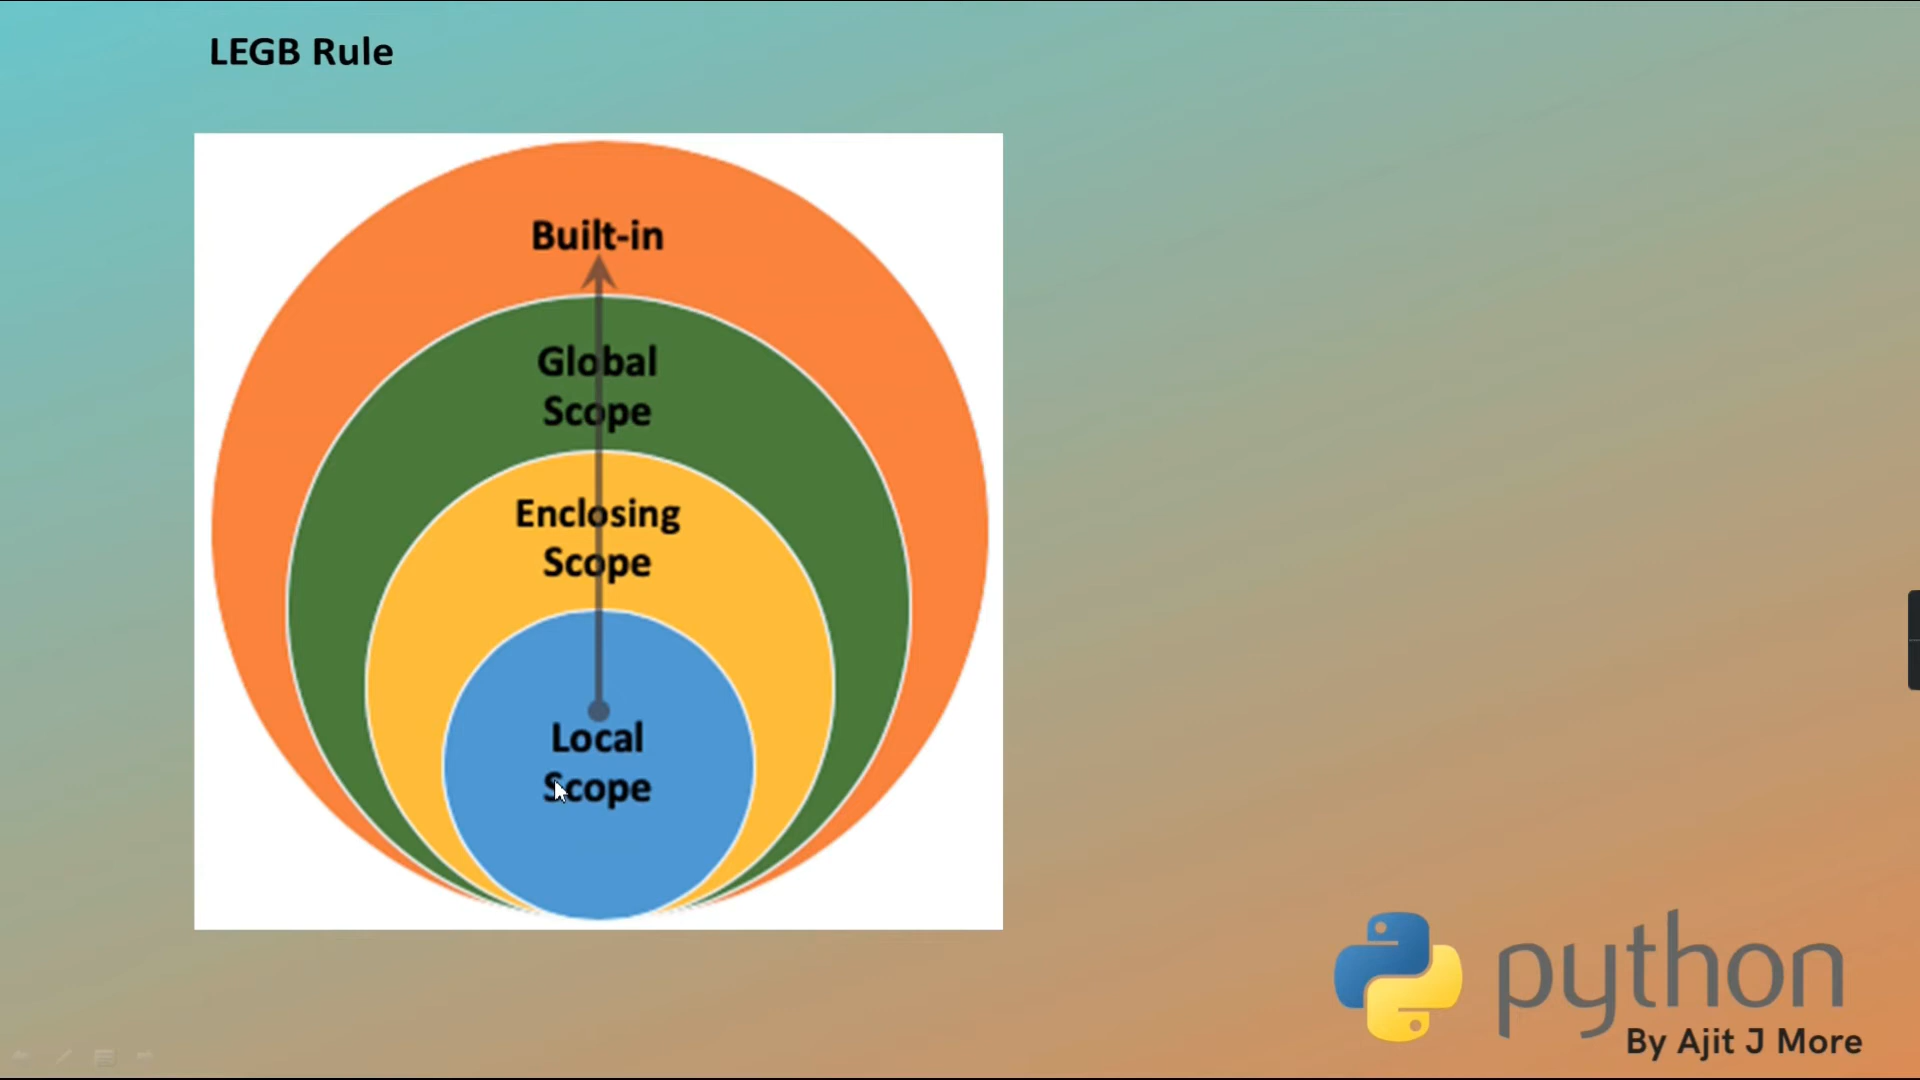 LEGB Rule
Built-in
Global
Scope
Enclosing
Scope
Local
Scope
python
By Ajit J More